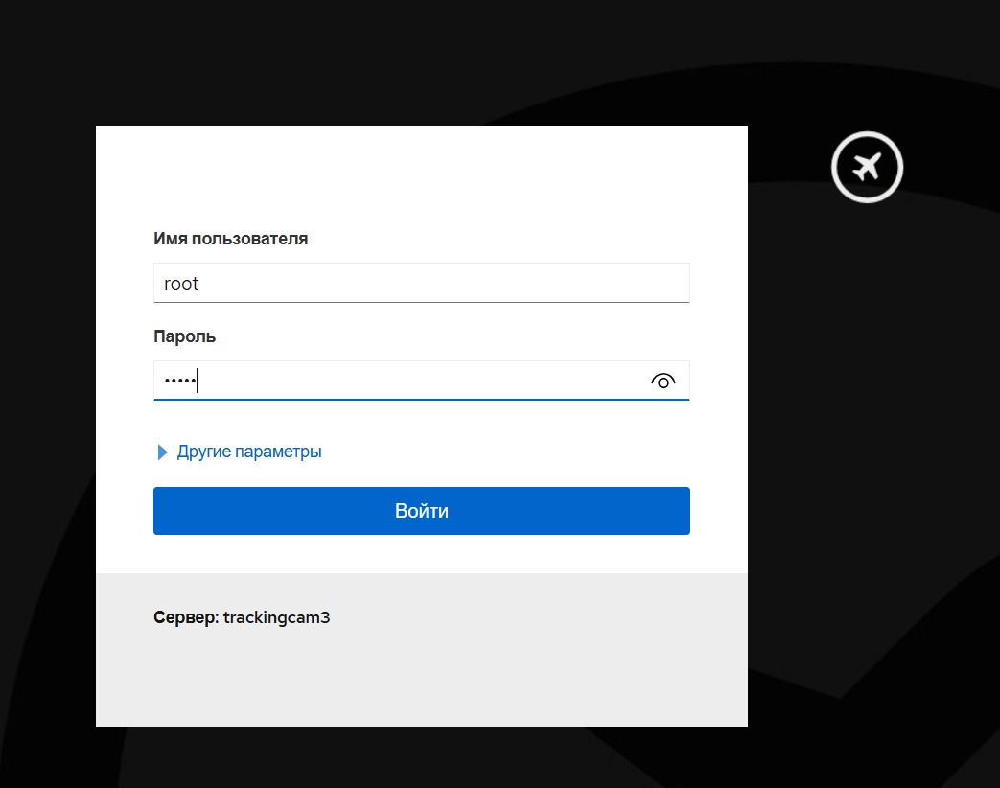 Имя пользователя
root
Пароль
•••••
Другие параметры
Войти
Сервер: trackingcam3